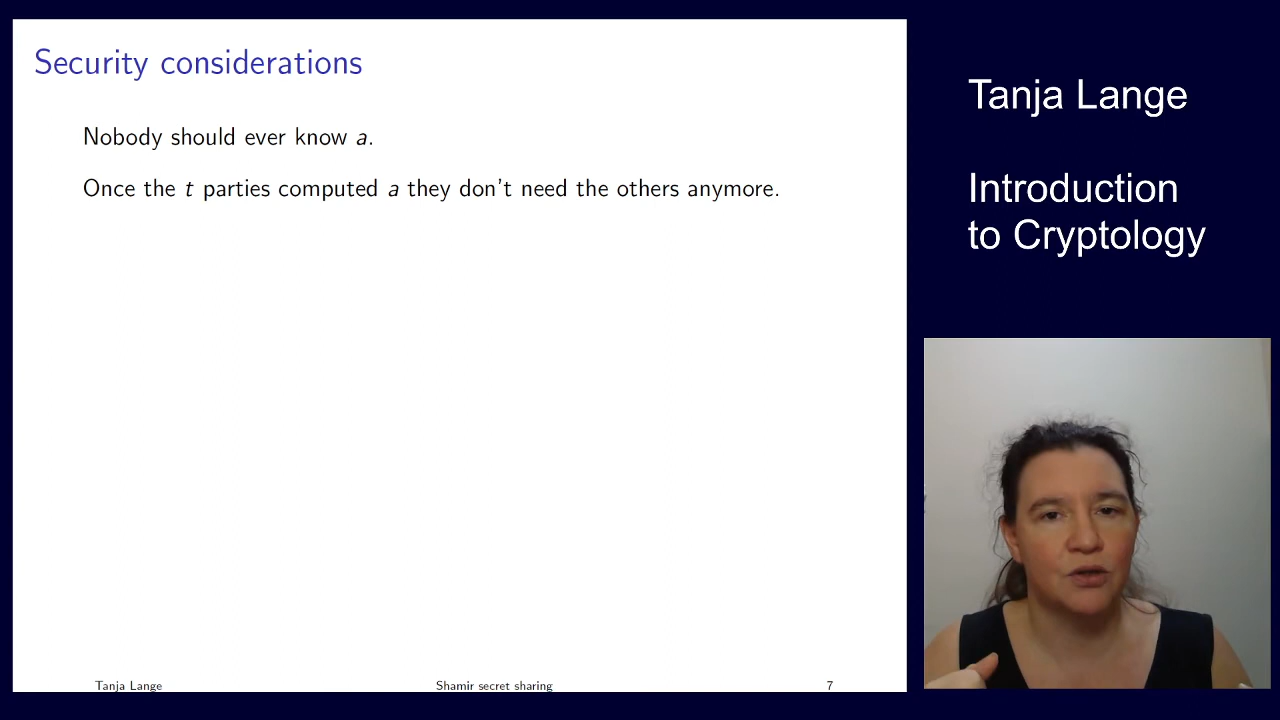 Security considerations
Nobody should ever know a.
Once the t parties computed a they don't need the others anymore.
Tanja Lange
Shamir secret sharing
7
Tanja Lange
Introduction
to Cryptology